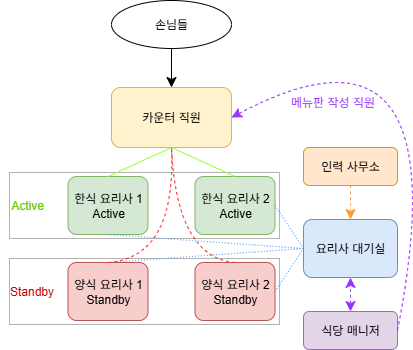 손님들
카운터 직원
메뉴판 작성 직원
인력 사무소
Active
한식 요리사 1
Active
한식 요리사 2
Active
요리사 대기실
Standby
양식 요리사 1
Standby
양식 요리사 2
Standby
식당 매니저